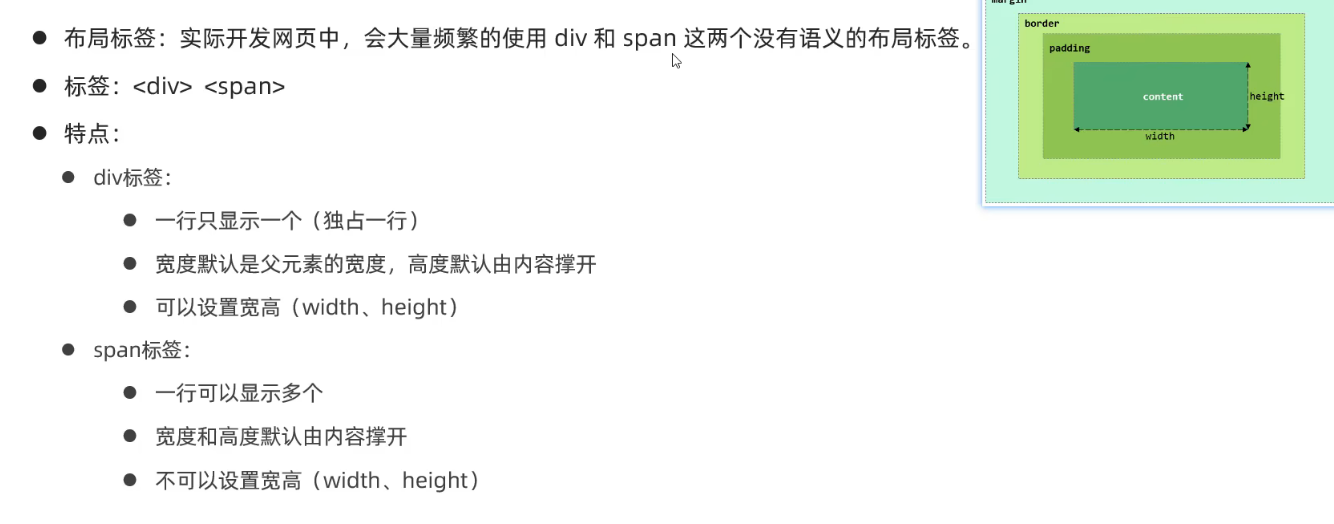 布局标签：实际开发网页中，会大量频繁的使用 div 和 span 这两个没有语义的布局标签。
标签：<div> <span>
特点：
div标签：
一行只显示一个（独占一行）
宽度默认是父元素的宽度，高度默认由内容撑开
可以设置宽高（width、height）
span标签：
一行可以显示多个
宽度和高度默认由内容撑开
不可以设置宽高（width、height）
margin
border
padding
content
height
width